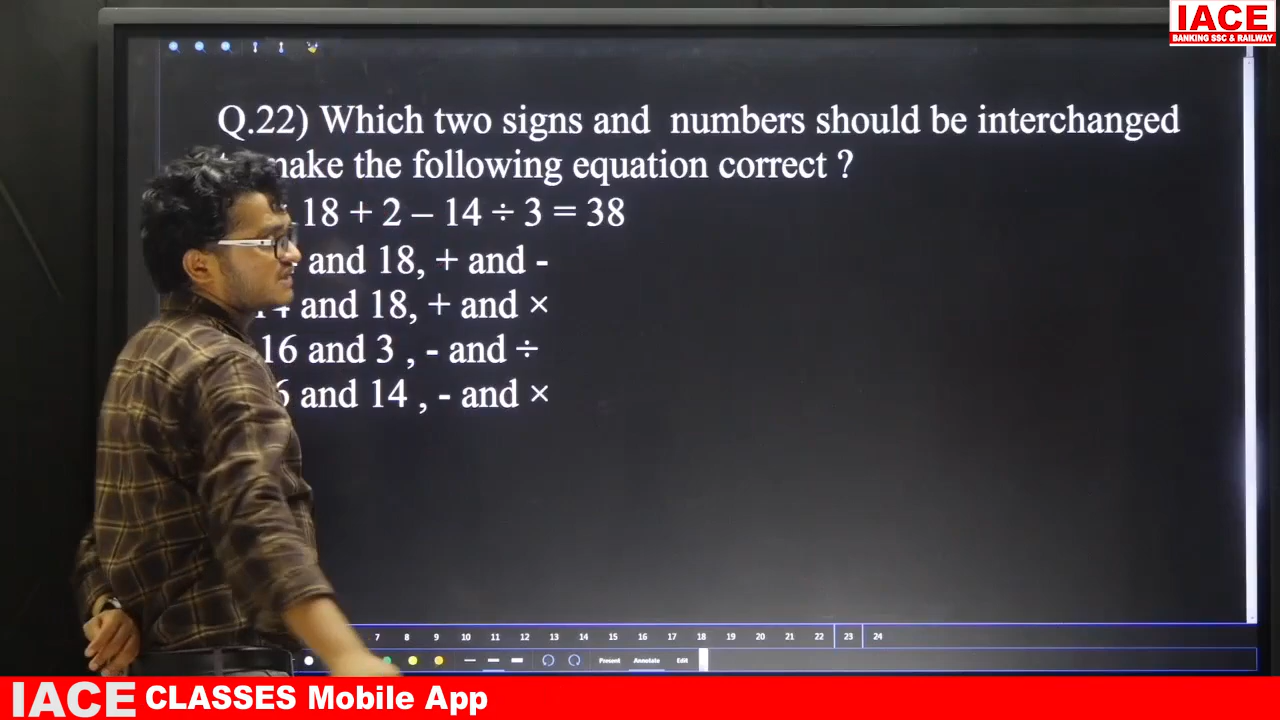 IACE
BANKING SSC & RAILWAY
Q.22) Which two signs and numbers should be interchanged
make the following equation correct ?
18 + 2 – 14 ÷ 3 = 38
and 18, + and -
14 and 18, + and ×
16 and 3 , - and ÷
and 14 , - and ×
7 8 9 10 11 12 13 14 15 16 17 18 19 20 21 22 23 24
Present Annotate Edit
IACE CLASSES Mobile App